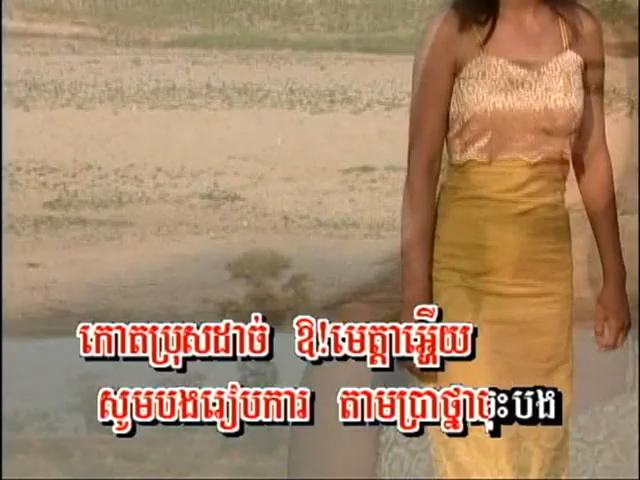 កោតប្រុសដាច់ ឱ!មេត្តាអ្ហើយ
សូមបងរៀបការ តាមប្រាថ្នាចុះបង